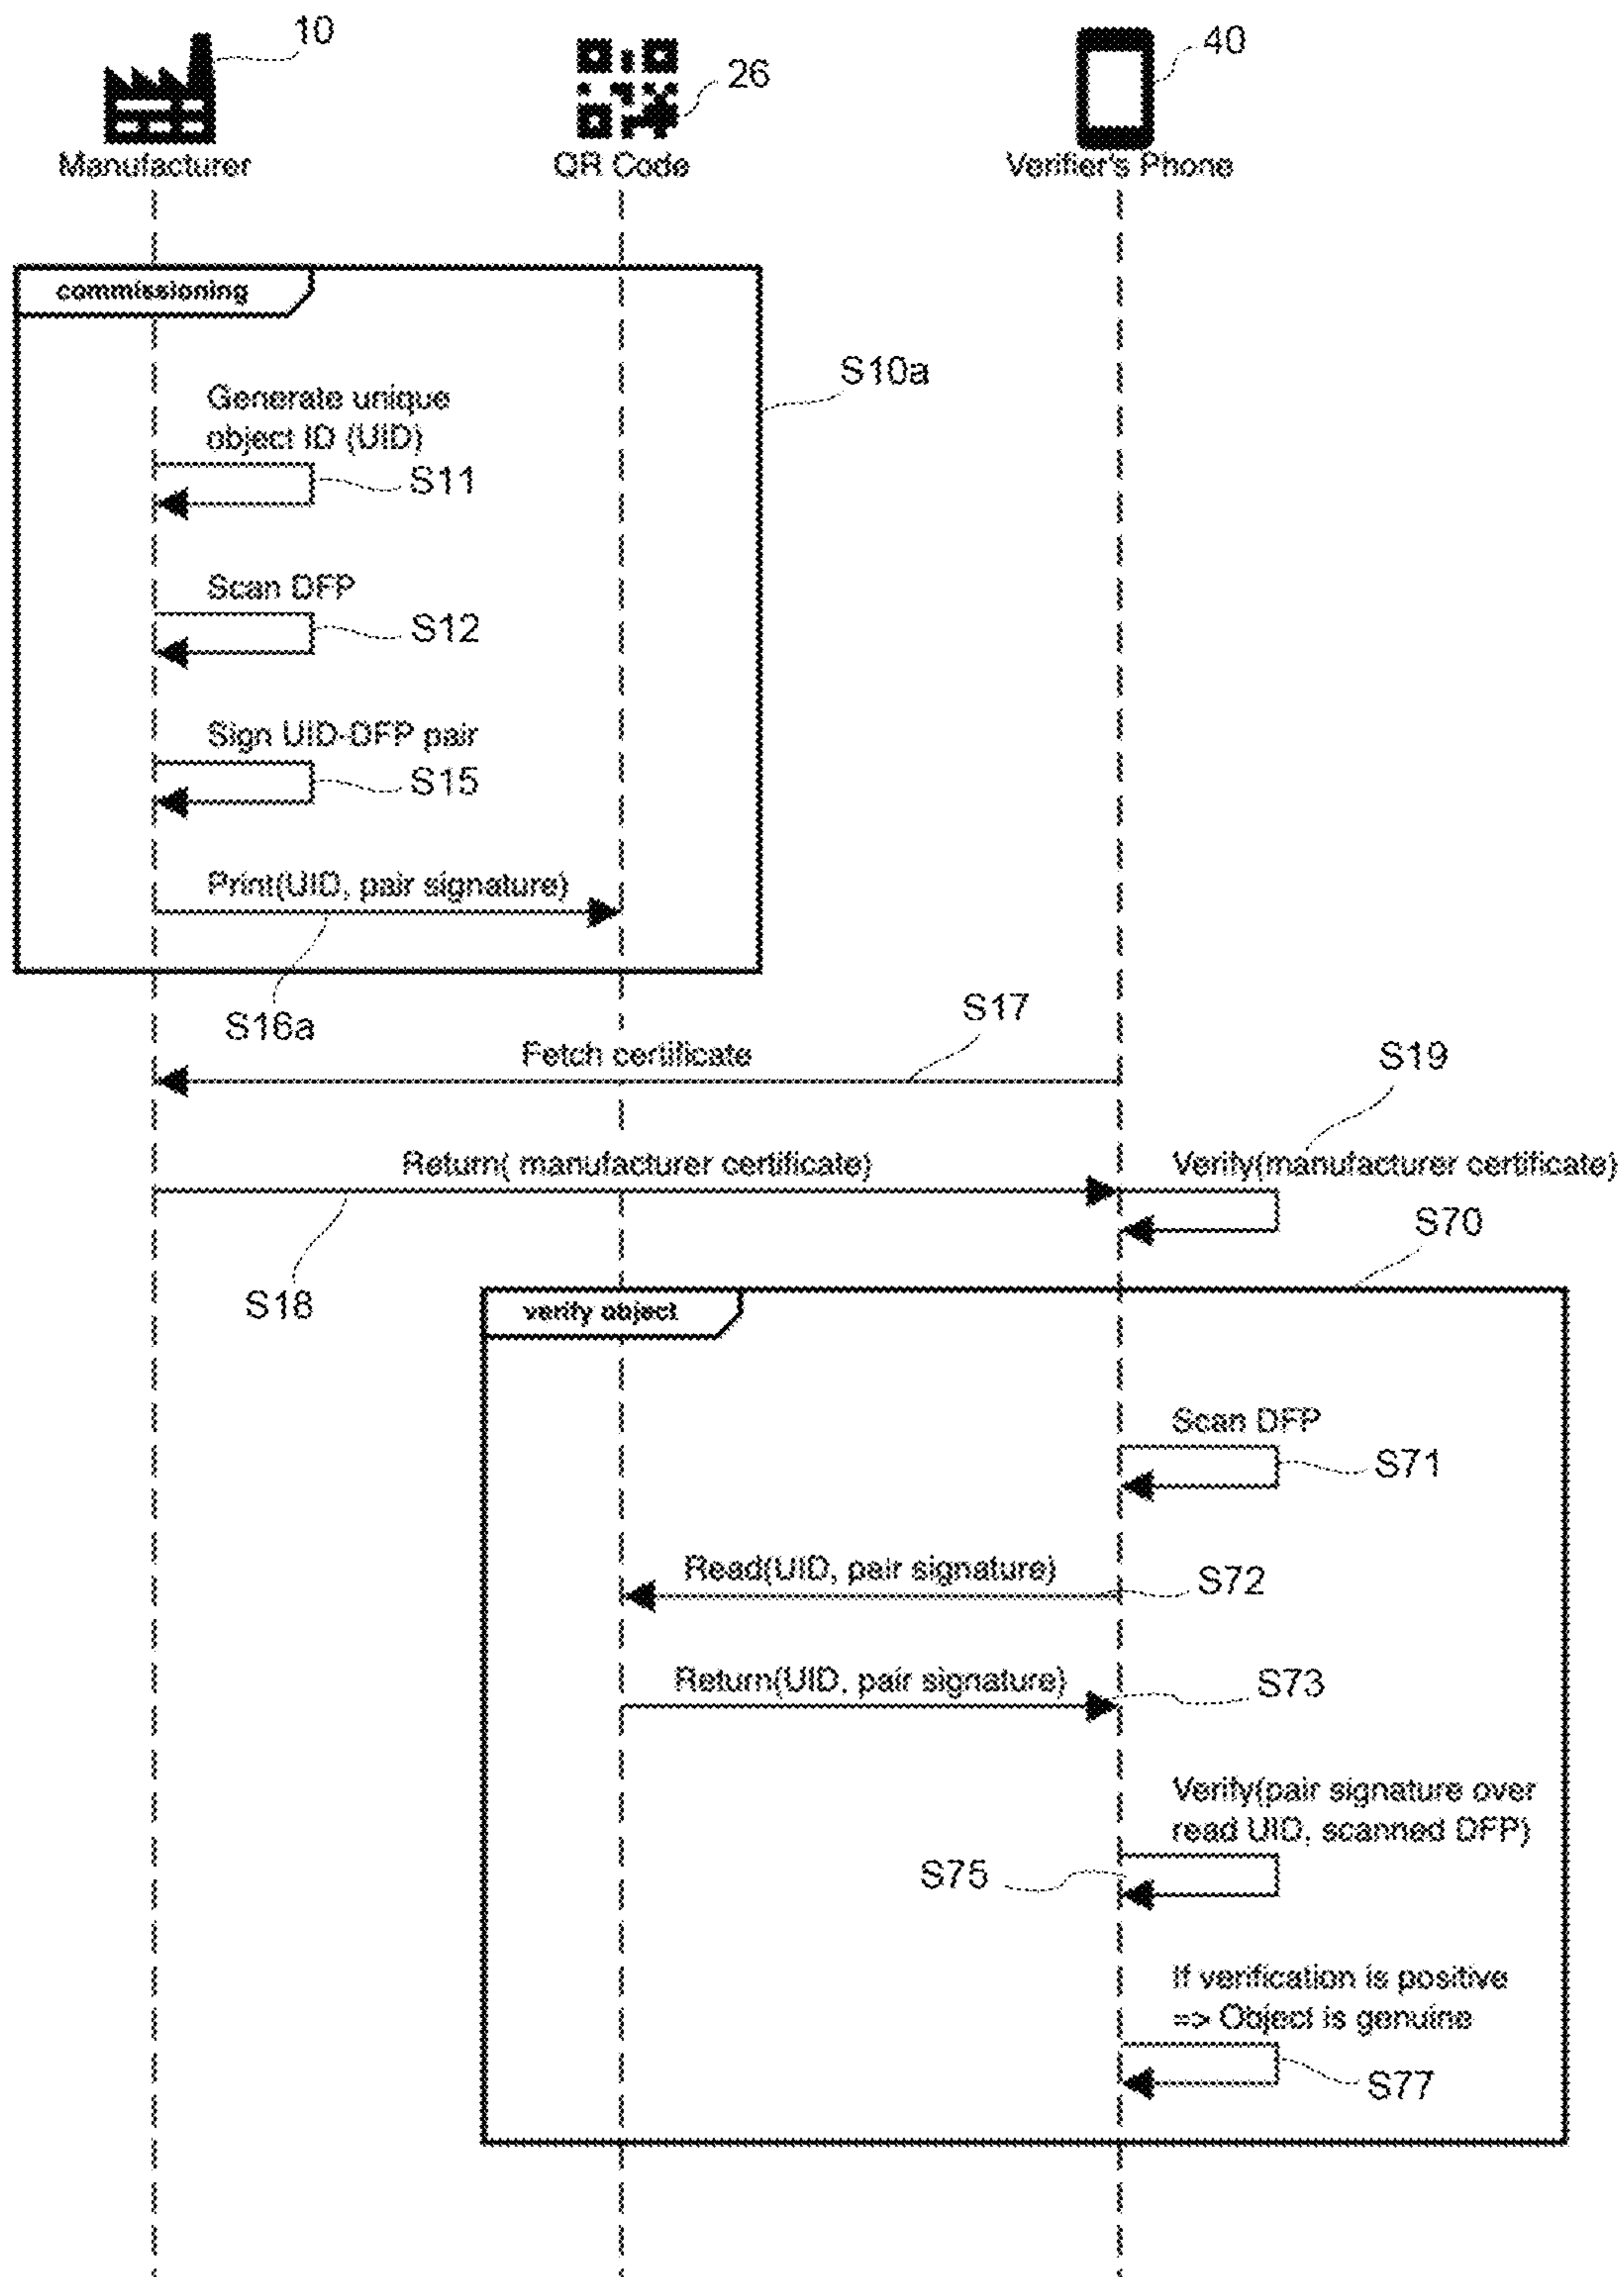 10
26
40
Manufacturer
QR Code
Verifier's Phone
commissioning
S10a
Generate unique
object ID (UID)
S11
Scan DFP
S12
Sign UID-DFP pair
S15
Print(UID, pair signature)
S16a
S17
Fetch certificate
S19
Return( manufacturer certificate)
Verify(manufacturer certificate)
S18
S70
verify object
Scan DFP
S71
Read(UID, pair signature)
S72
Return(UID, pair signature)
S73
Verify(pair signature over
read UID, scanned DFP)
S75
If verification is positive
=> Object is genuine
S77